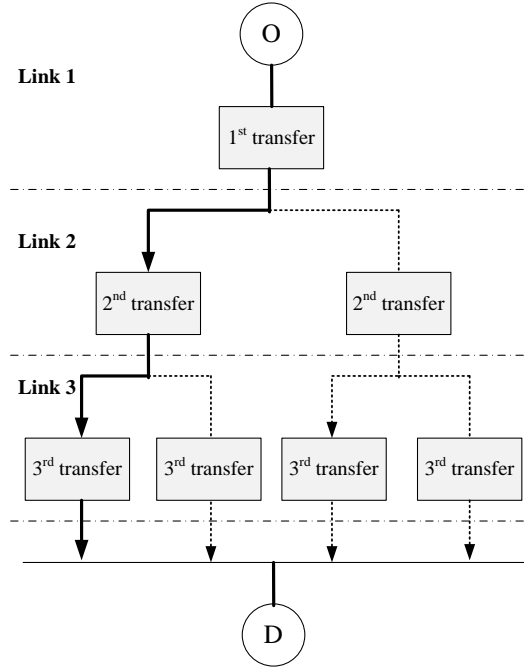 O
Link 1
1st transfer
Link 2
2nd transfer
2nd transfer
Link 3
3rd transfer
3rd transfer
3rd transfer
3rd transfer
D